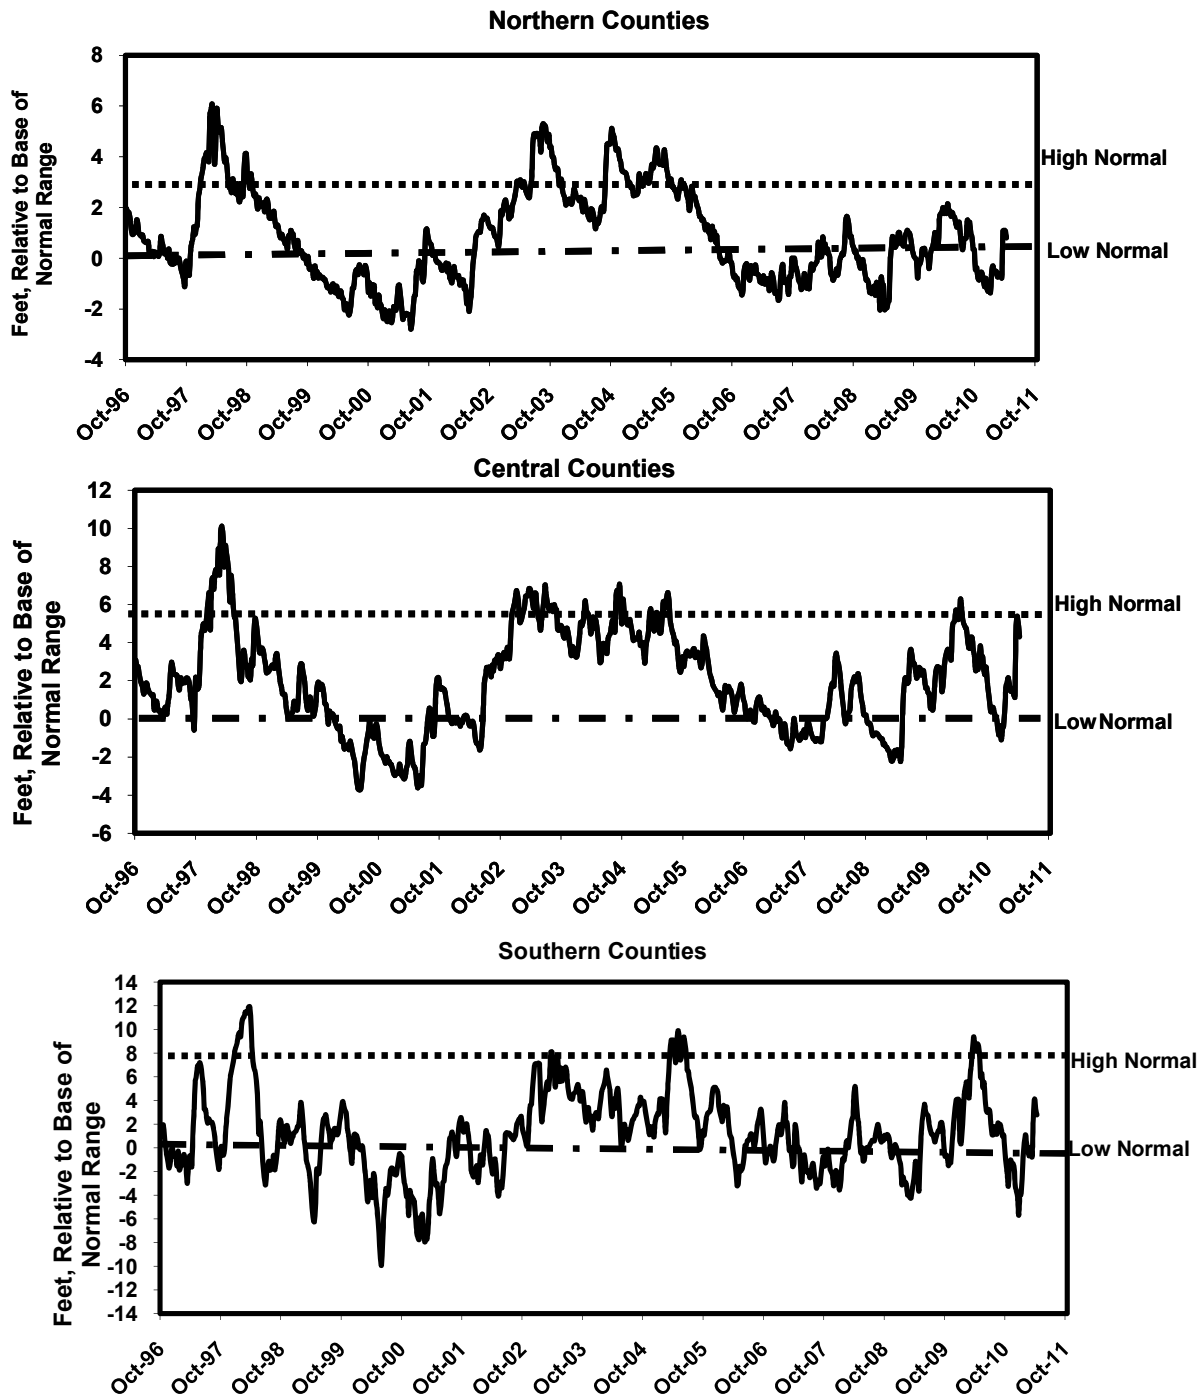 Northern Counties
Feet, Relative to Base of
Normal Range
8
6
4
2
0
-2
-4
High Normal
Low Normal
Oct-96
Oct-97
Oct-98
Oct-99
Oct-00
Oct-01
Oct-02
Oct-03
Oct-04
Oct-05
Oct-06
Oct-07
Oct-08
Oct-09
Oct-10
Oct-11
Central Counties
Feet, Relative to Base of
Normal Range
12
10
8
6
4
2
0
-2
-4
-6
High Normal
Low Normal
Oct-96
Oct-97
Oct-98
Oct-99
Oct-00
Oct-01
Oct-02
Oct-03
Oct-04
Oct-05
Oct-06
Oct-07
Oct-08
Oct-09
Oct-10
Oct-11
Southern Counties
Feet, Relative to Base of
Normal Range
14
12
10
8
6
4
2
0
-2
-4
-6
-8
-10
-12
-14
High Normal
Low Normal
Oct-96
Oct-97
Oct-98
Oct-99
Oct-00
Oct-01
Oct-02
Oct-03
Oct-04
Oct-05
Oct-06
Oct-07
Oct-08
Oct-09
Oct-10
Oct-11